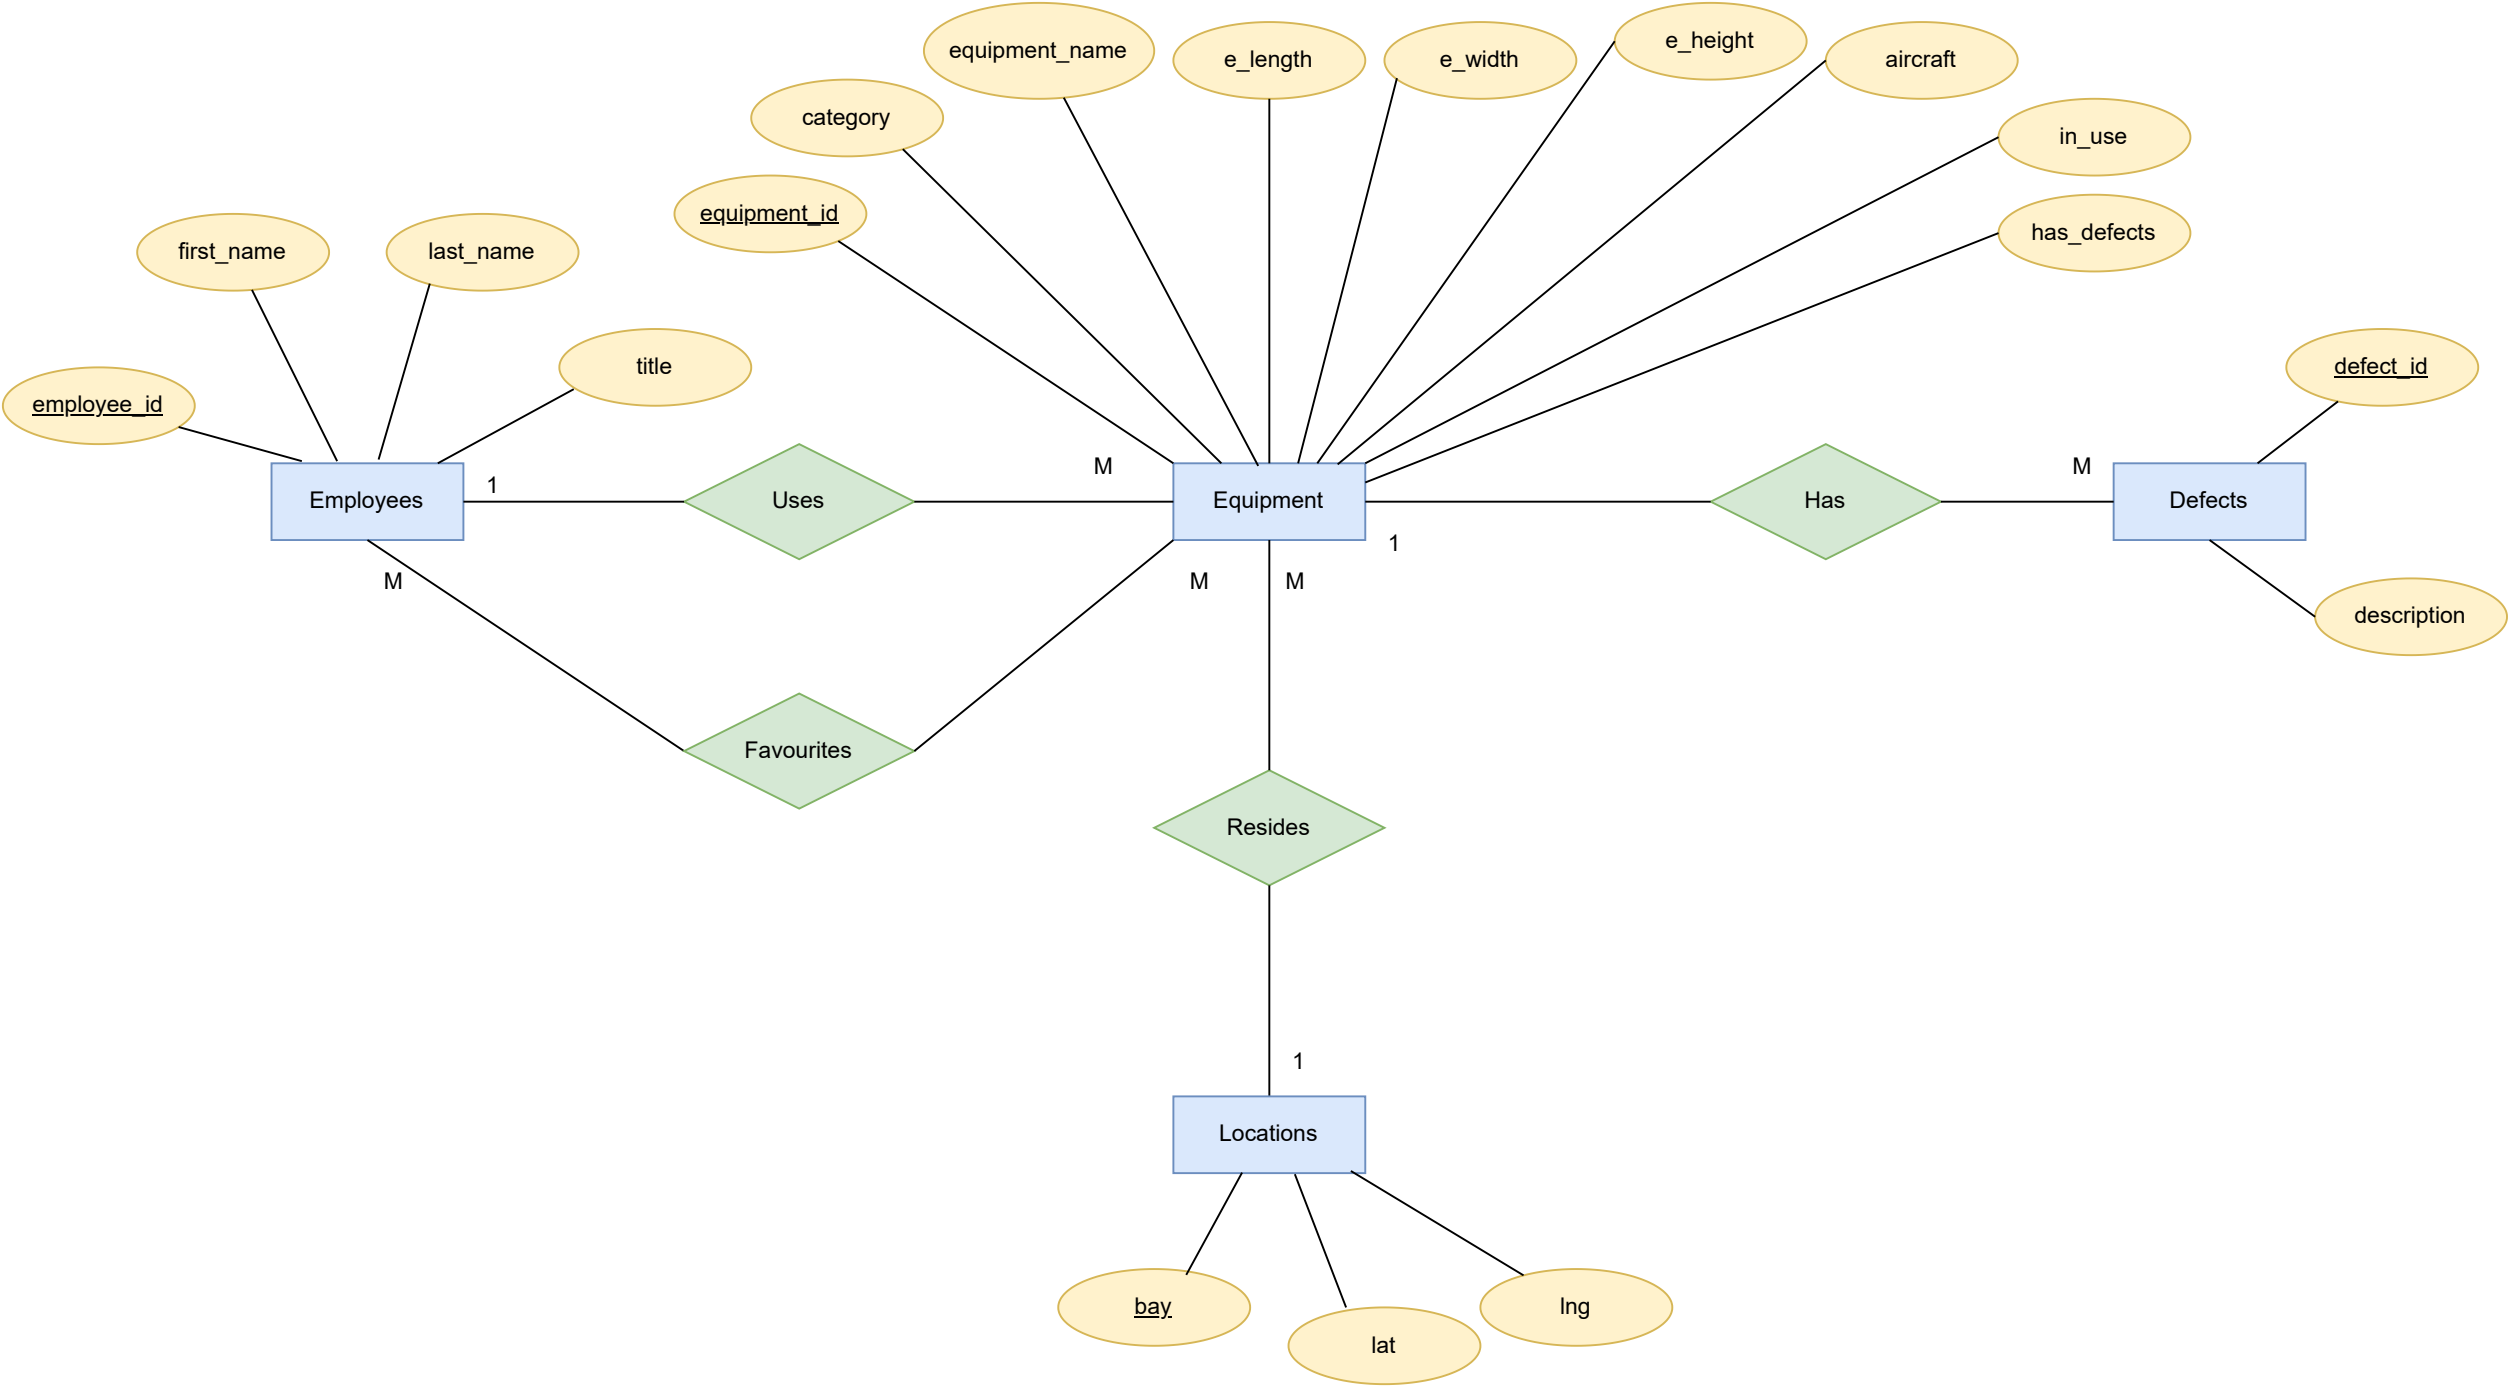 equipment_name
e_length
e_width
e_height
aircraft
category
in_use
equipment_id
has_defects
first_name
last_name
title
defect_id
employee_id
Employees
1
Uses
M
Equipment
1
Has
M
Defects
M
M
M
description
Favourites
Resides
1
Locations
bay
lat
lng